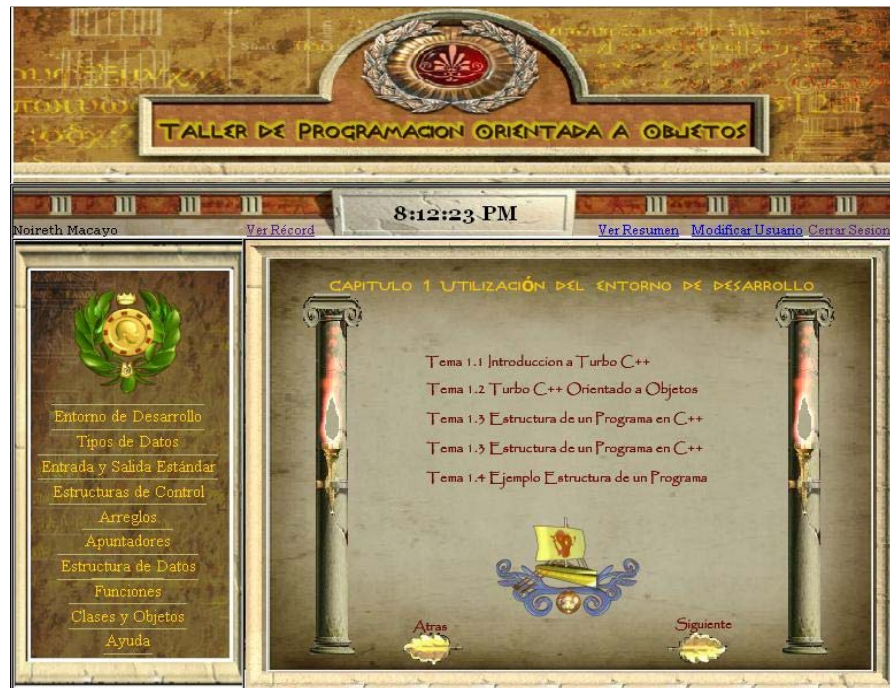 TALLER DE PROGRAMACION ORIENTADA A OBJETOS
8:12:23 PM
Noireth Macayo Ver Récord Ver Resumen Modificar Usuario Cerrar Sesion
Entorno de Desarrollo
Tipos de Datos
Entrada y Salida Estándar
Estructuras de Control
Arreglos
Apuntadores
Estructura de Datos
Funciones
Clases y Objetos
Ayuda
CAPITULO 1 UTILIZACIÓN DEL ENTORNO DE DESARROLLO
Tema 1.1 Introduccion a Turbo C++
Tema 1.2 Turbo C++ Orientado a Objetos
Tema 1.3 Estructura de un Programa en C++
Tema 1.3 Estructura de un Programa en C++
Tema 1.4 Ejemplo Estructura de un Programa
Atras Siguiente